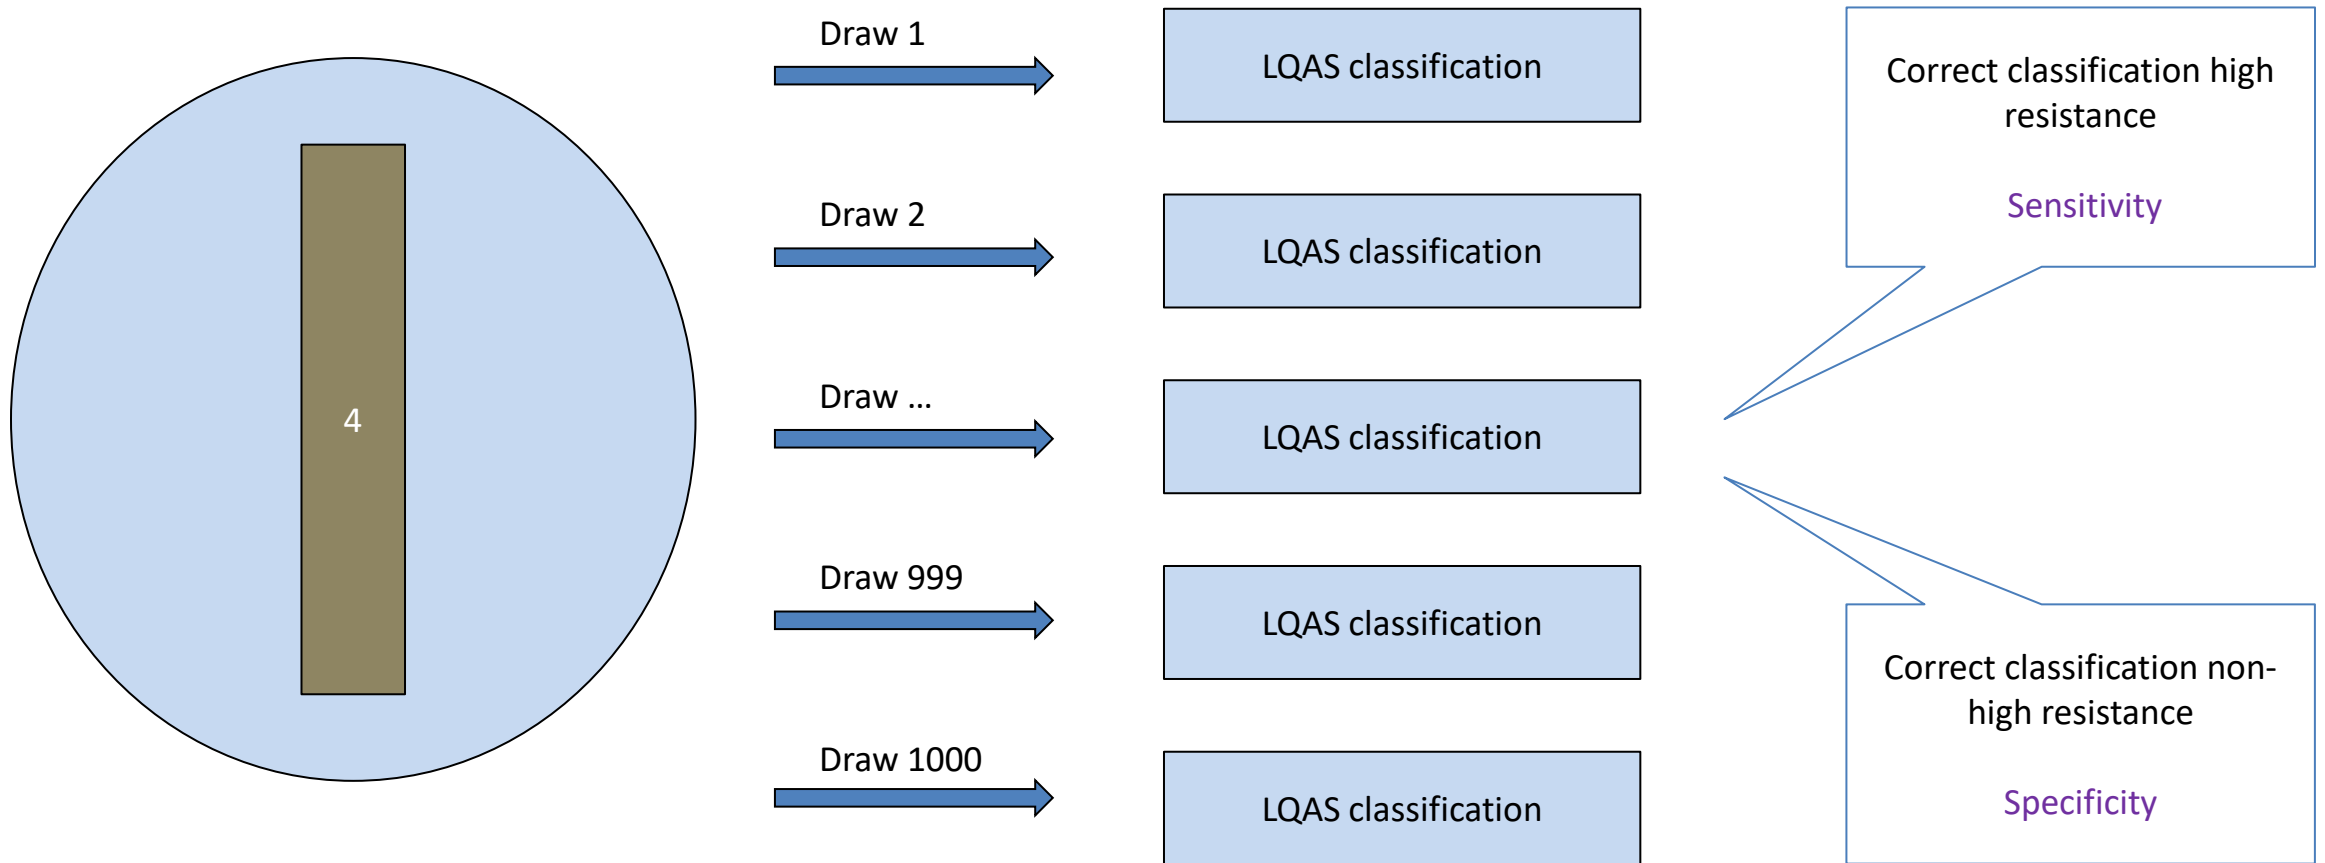 4
Draw 1
LQAS classification
Draw 2
LQAS classification
Draw ...
LQAS classification
Draw 999
LQAS classification
Draw 1000
LQAS classification
Correct classification high
resistance
Sensitivity
Correct classification non-
high resistance
Specificity